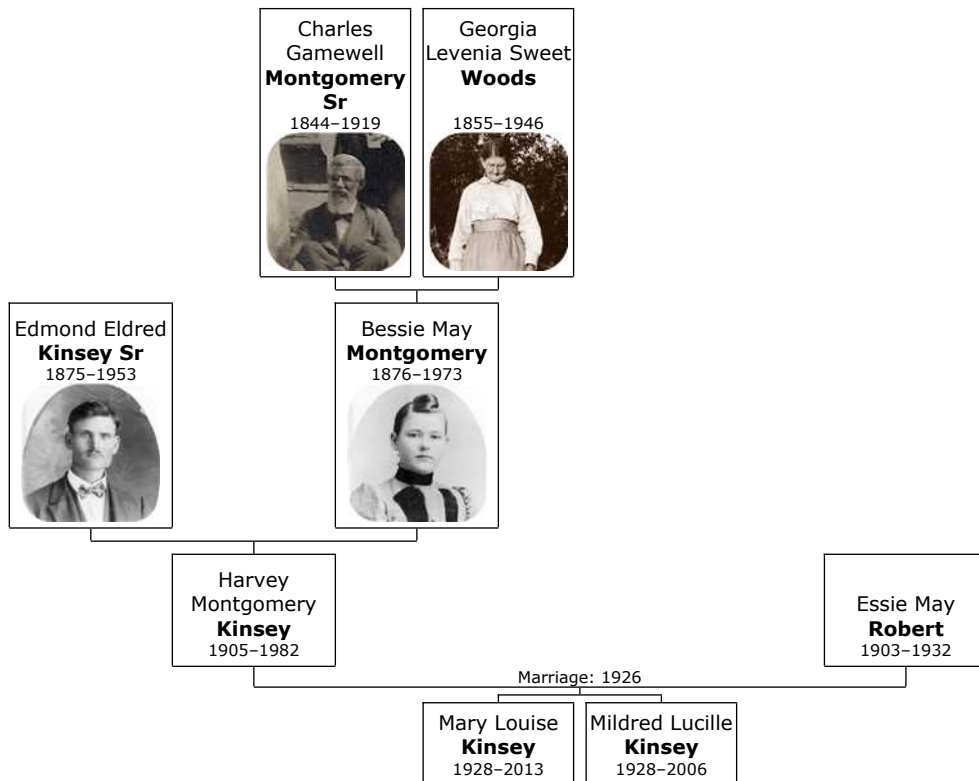 Charles
Gamewell
Montgomery
Sr
1844–1919
Georgia
Levenia Sweet
Woods
1855–1946
Edmond Eldred
Kinsey Sr
1875–1953
Bessie May
Montgomery
1876–1973
Harvey
Montgomery
Kinsey
1905–1982
Essie May
Robert
1903–1932
Marriage: 1926
Mary Louise
Kinsey
1928–2013
Mildred Lucille
Kinsey
1928–2006